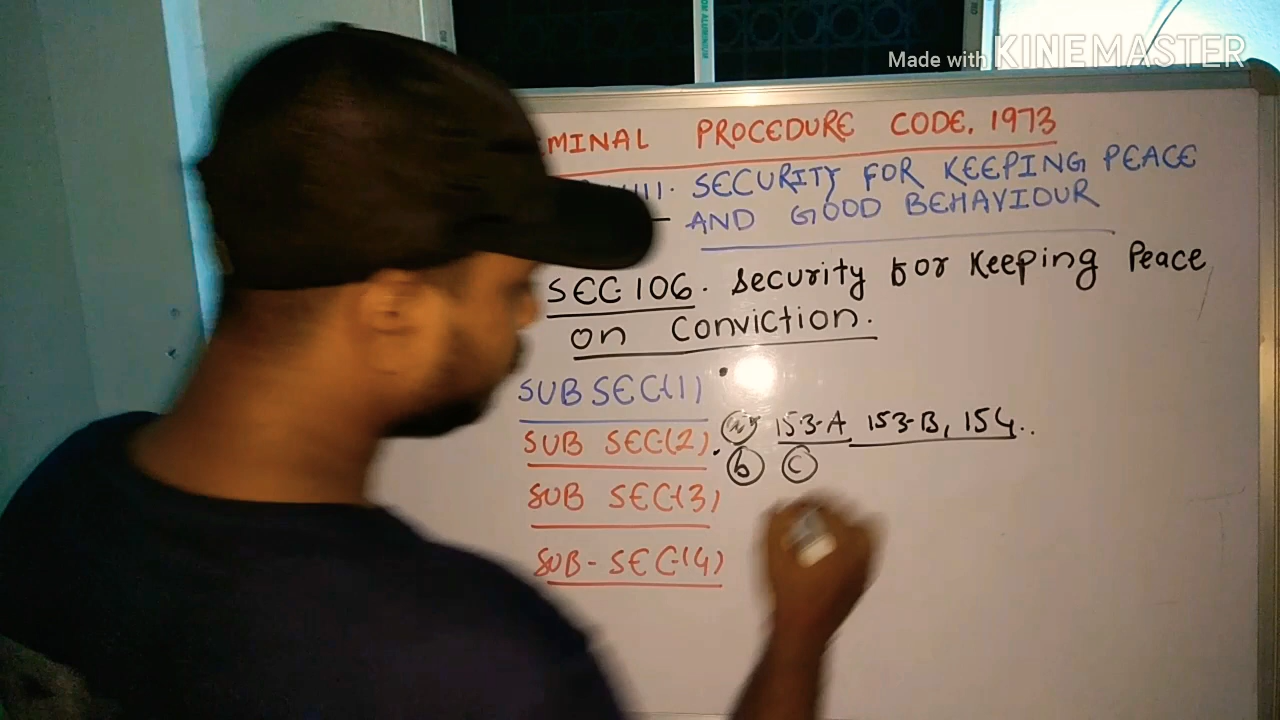 Made with KINEMASTER
MINAL PROCEDURE CODE, 1973
III. SECURITY FOR KEEPING PEACE
AND GOOD BEHAVIOUR
SEC.106. Security for Keeping Peace
on Conviction.
SUB SEC.(1)
SUB SEC.(2). (a) 153-A 153-B, 154..
(b) (c)
SUB SEC.(3)
SUB-SEC.(4)